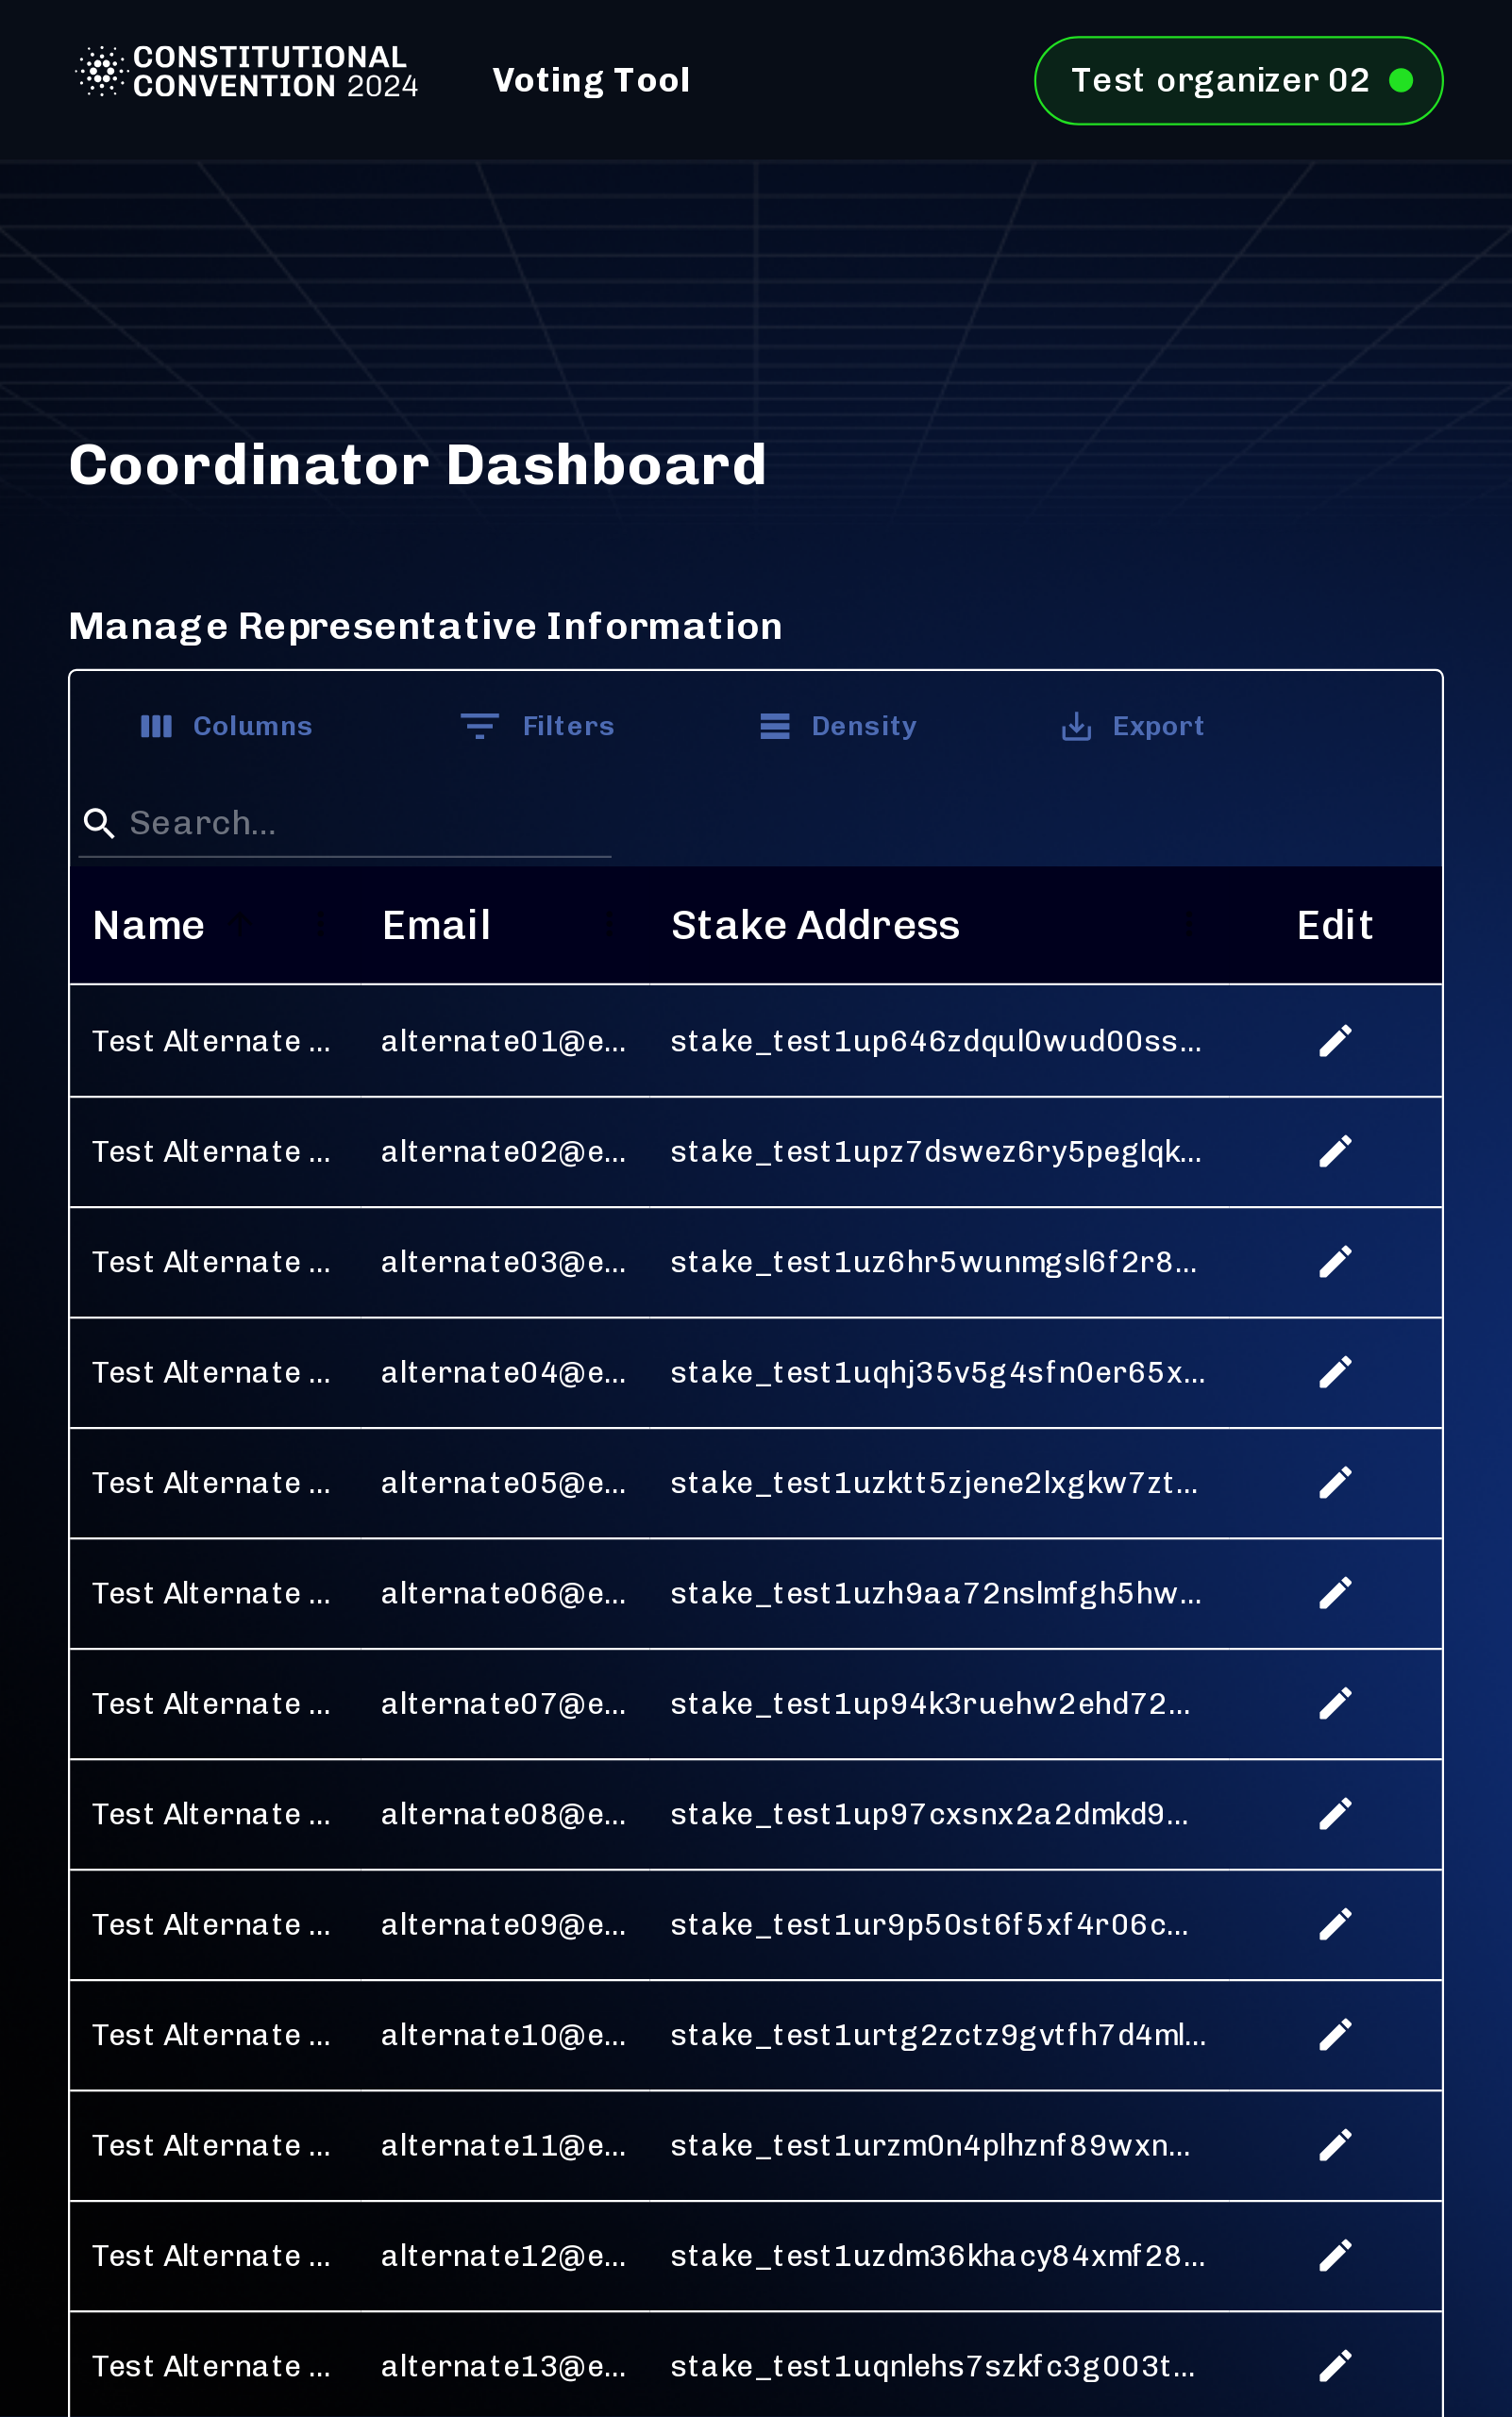 CONSTITUTIONAL
CONVENTION 2024
Voting Tool
Test organizer 02
Coordinator Dashboard
Manage Representative Information
Columns Filters Density Export
Search...
Name Email Stake Address Edit
Test Alternate ... alternate01@e... stake_test1up646zdqul0wud00ss...
Test Alternate ... alternate02@e... stake_test1upz7dswez6ry5peglqk...
Test Alternate ... alternate03@e... stake_test1uz6hr5wunmgsl6f2r8...
Test Alternate ... alternate04@e... stake_test1uqhj35v5g4sfn0er65x...
Test Alternate ... alternate05@e... stake_test1uzktt5zjene2lxgkw7zt...
Test Alternate ... alternate06@e... stake_test1uzh9aa72nslmfgh5hw...
Test Alternate ... alternate07@e... stake_test1up94k3ruehw2ehd72...
Test Alternate ... alternate08@e... stake_test1up97cxsnx2a2dmkd9...
Test Alternate ... alternate09@e... stake_test1ur9p50st6f5xf4r06c...
Test Alternate ... alternate10@e... stake_test1urtg2zctz9gvtfh7d4ml...
Test Alternate ... alternate11@e... stake_test1urzm0n4plhznf89wxn...
Test Alternate ... alternate12@e... stake_test1uzdm36khacy84xmf28...
Test Alternate ... alternate13@e... stake_test1uqnlehs7szkfc3g003t...